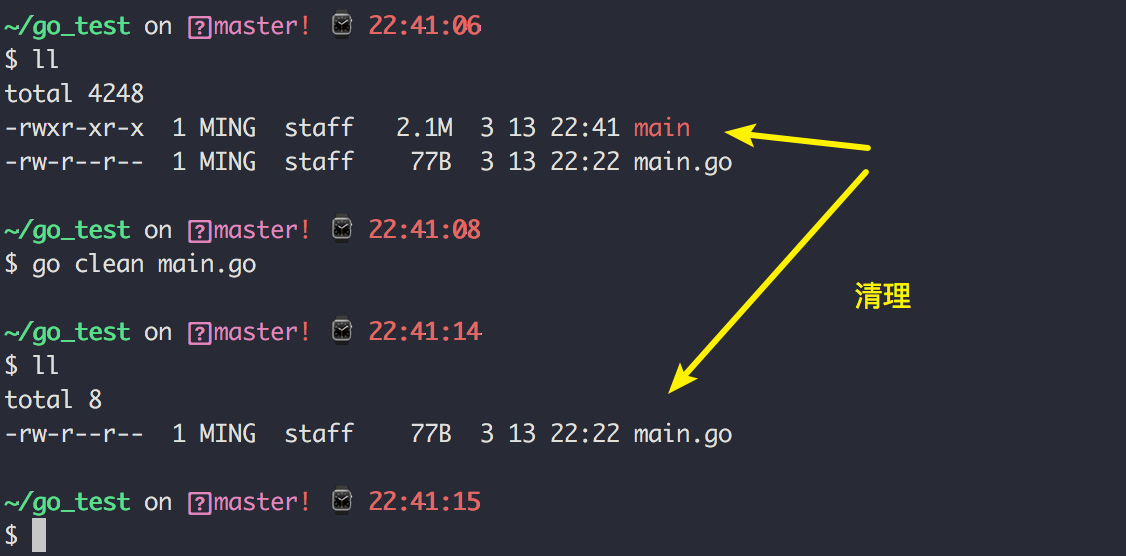 ~/go_test on ?master! 22:41:06
$ ll
total 4248
-rwxr-xr-x  1 MING  staff   2.1M  3 13 22:41 main
-rw-r--r--  1 MING  staff    77B  3 13 22:22 main.go
~/go_test on ?master! 22:41:08
$ go clean main.go
清理
~/go_test on ?master! 22:41:14
$ ll
total 8
-rw-r--r--  1 MING  staff    77B  3 13 22:22 main.go
~/go_test on ?master! 22:41:15
$